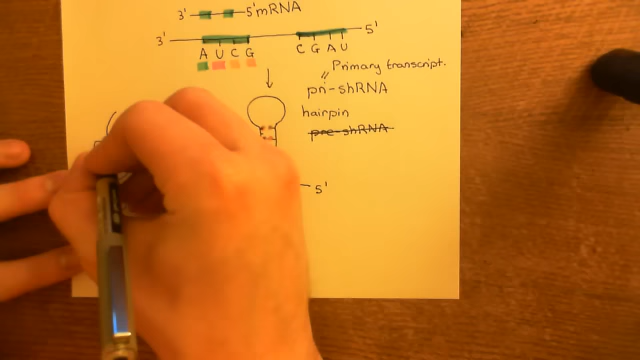 3' 5' mRNA
3' 5'
A U C G C G A U
Primary transcript.
pri-shRNA
hairpin
pre-shRNA
5'